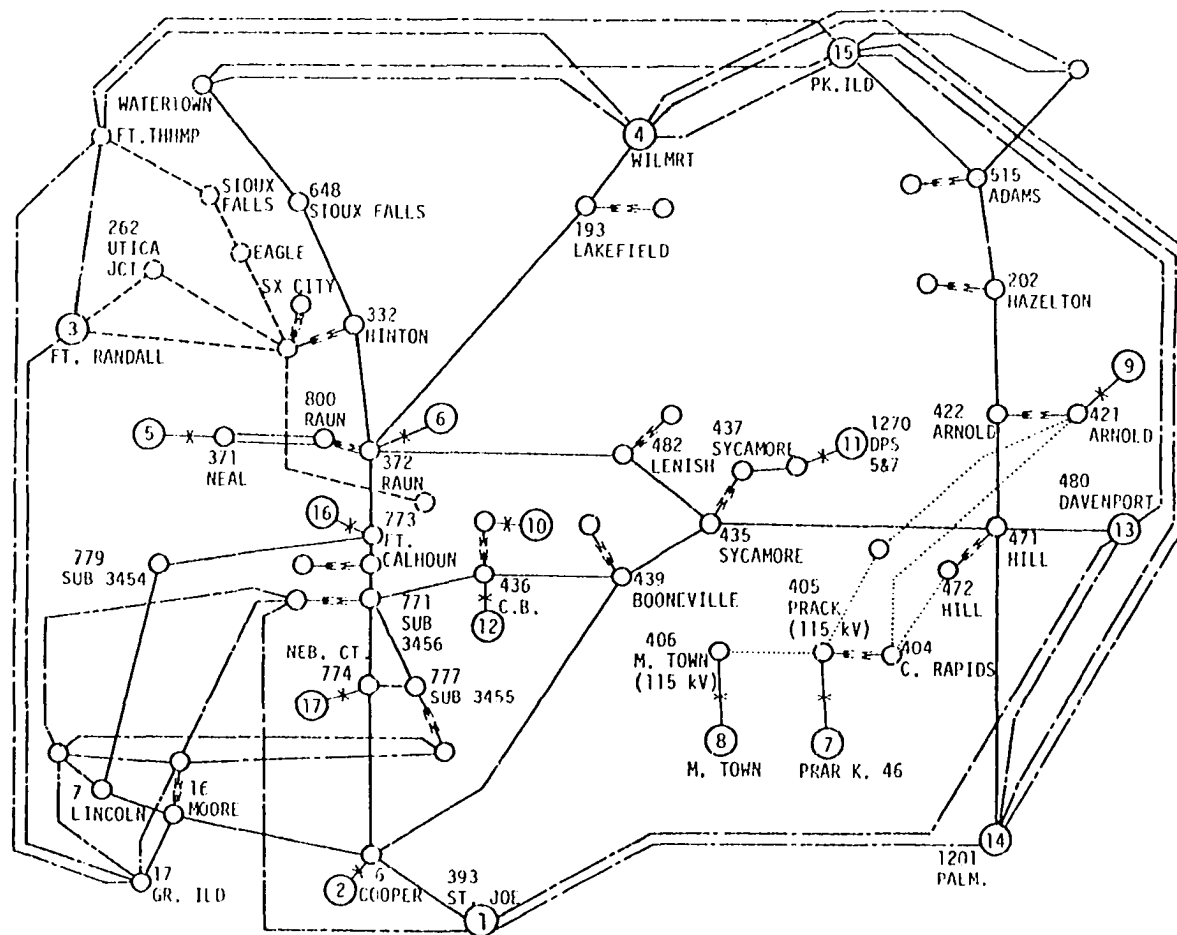 15
PK.ILD
WATERTOWN
FT.THHMP
4
WILMRT
SIOUX
FALLS
648
SIOUX FALLS
515
ADAMS
262
UTICA
JCT
EAGLE
193
LAKEFIELD
SX CITY
202
HAZELTON
3
FT. RANDALL
332
HINTON
9
800
RAUN
6
5
371
NEAL
372
RAUN
482
LENISH
437
SYCAMORE
1270
DPS
5&7
11
422
ARNOLD
421
ARNOLD
480
DAVENPORT
13
16
773
FT.
CALHOUN
10
435
SYCAMORE
471
HILL
779
SUB 3454
436
C.B.
12
439
BOONEVILLE
405
PRACK
(115 kV)
472
HILL
771
SUB
3456
406
M. TOWN
(115 kV)
404
C. RAPIDS
NEB. CT.
774
17
777
SUB 3455
8
M. TOWN
7
PRAR K. 46
7
LINCOLN
16
MOORE
14
1201
PALM.
17
GR. ILD
2
6
COOPER
393
ST. JOE
1